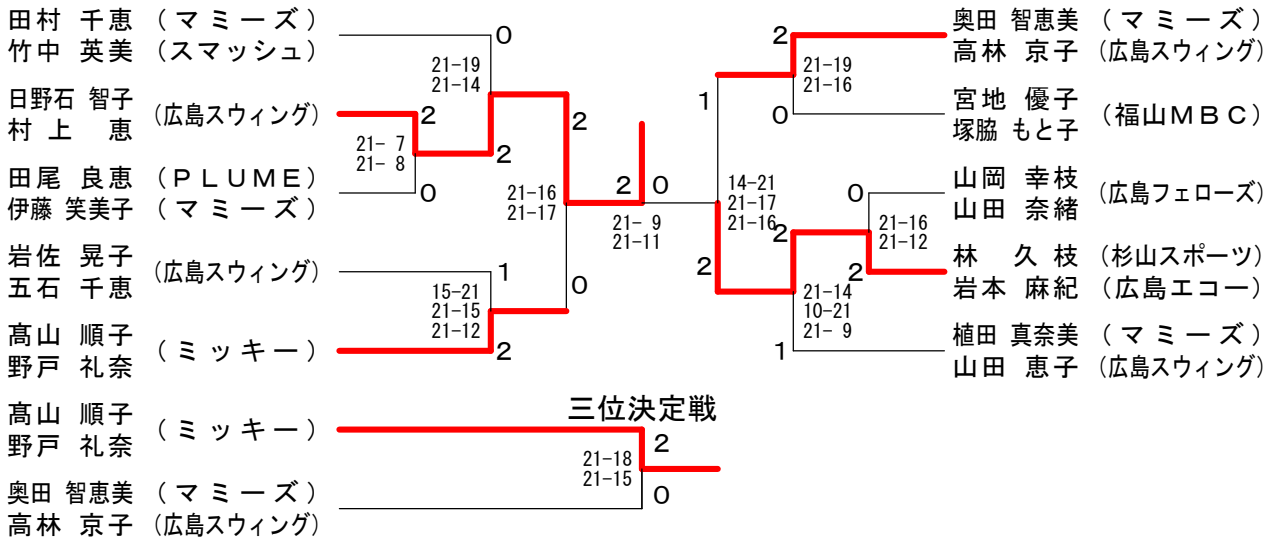 田村 千恵 (マミーズ)
竹中 英美 (スマッシュ)
0
21-19
21-14
日野石 智子
村上 恵
(広島スウィング)
2
21- 7
21- 8
2
田尾 良恵 (PLUME)
伊藤 笑美子 (マミーズ)
0
2
21-16
21-17
岩佐 晃子
五石 千恵
(広島スウィング)
1
15-21
21-15
21-12
0
髙山 順子
野戸 礼奈
(ミッキー)
2
2 0
21- 9
21-11
奥田 智恵美 (マミーズ)
高林 京子 (広島スウィング)
2
21-19
21-16
1
宮地 優子
塚脇 もと子
(福山MBC)
0
14-21
21-17
21-16
山岡 幸枝
山田 奈緒
(広島フェローズ)
0
21-16
21-12
2
林 久枝 (杉山スポーツ)
岩本 麻紀 (広島エコー)
2
2
21-14
10-21
21- 9
植田 真奈美 (マミーズ)
山田 恵子 (広島スウィング)
1
三位決定戦
髙山 順子
野戸 礼奈
(ミッキー)
2
21-18
21-15
奥田 智恵美 (マミーズ)
高林 京子 (広島スウィング)
0